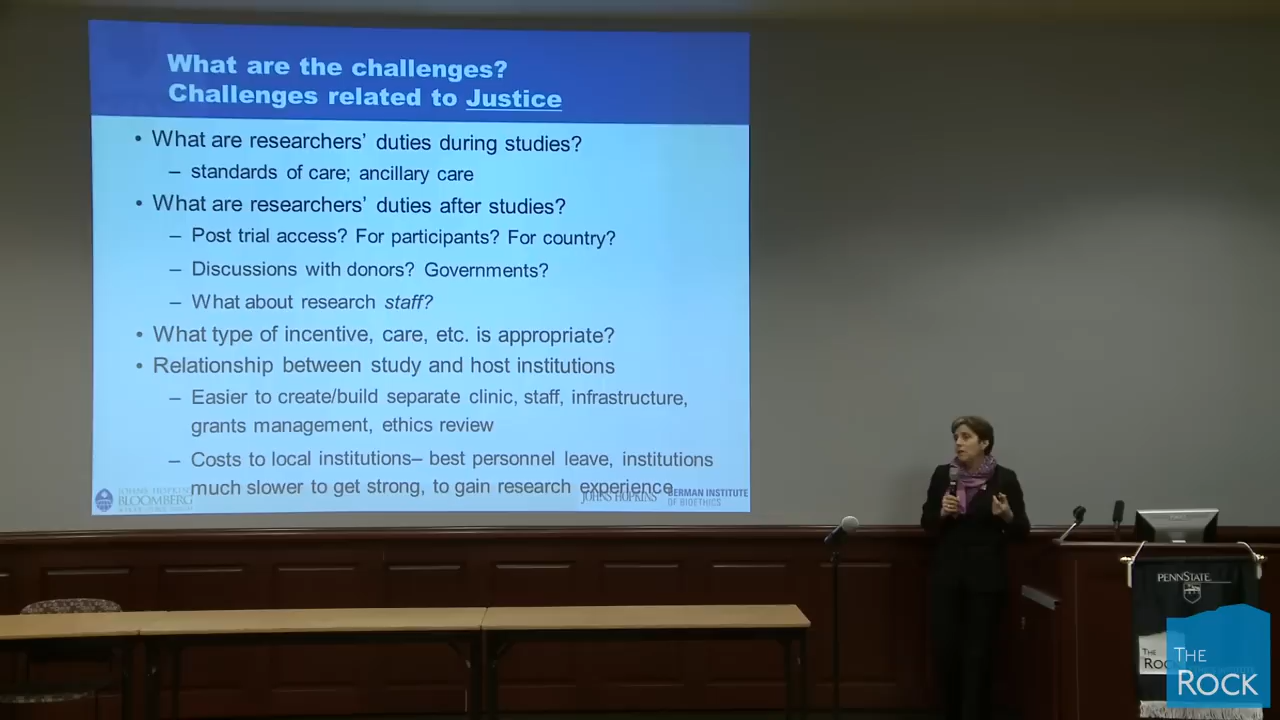 What are the challenges?
Challenges related to Justice
• What are researchers' duties during studies?
– standards of care; ancillary care
• What are researchers' duties after studies?
– Post trial access? For participants? For country?
– Discussions with donors? Governments?
– What about research staff?
• What type of incentive, care, etc. is appropriate?
• Relationship between study and host institutions
– Easier to create/build separate clinic, staff, infrastructure,
grants management, ethics review
– Costs to local institutions– best personnel leave, institutions
much slower to get strong, to gain research experience
JOHNS HOPKINS
BLOOMBERG
JOHNS HOPKINS
BERMAN INSTITUTE
OF BIOETHICS
PENNSTATE
THE
ROCK
THE
ROCK